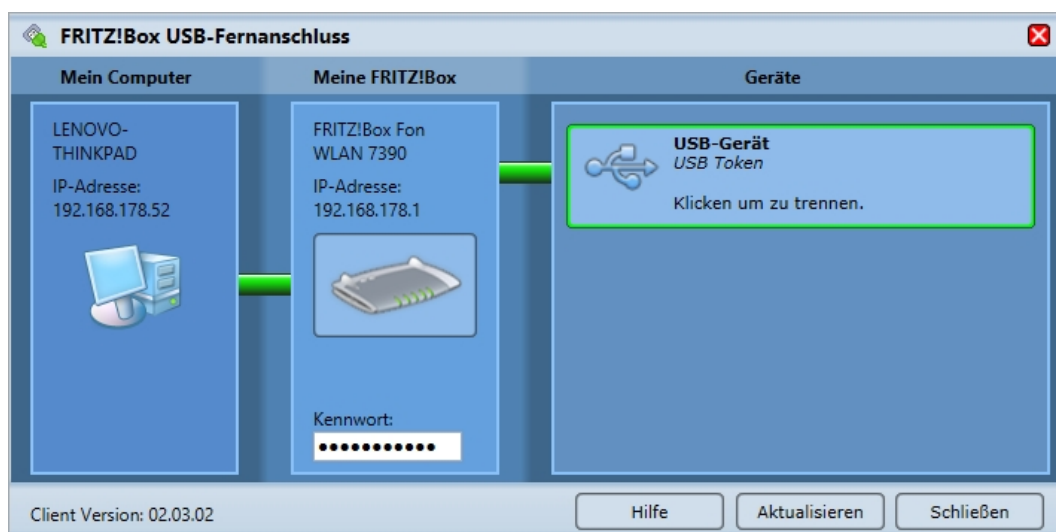 FRITZ!Box USB-Fernanschluss
Mein Computer
Meine FRITZ!Box
Geräte
LENOVO-
THINKPAD
IP-Adresse:
192.168.178.52
FRITZ!Box Fon
WLAN 7390
IP-Adresse:
192.168.178.1
Kennwort:
●●●●●●●●●●●
USB-Gerät
USB Token
Klicken um zu trennen.
Client Version: 02.03.02
Hilfe
Aktualisieren
Schließen